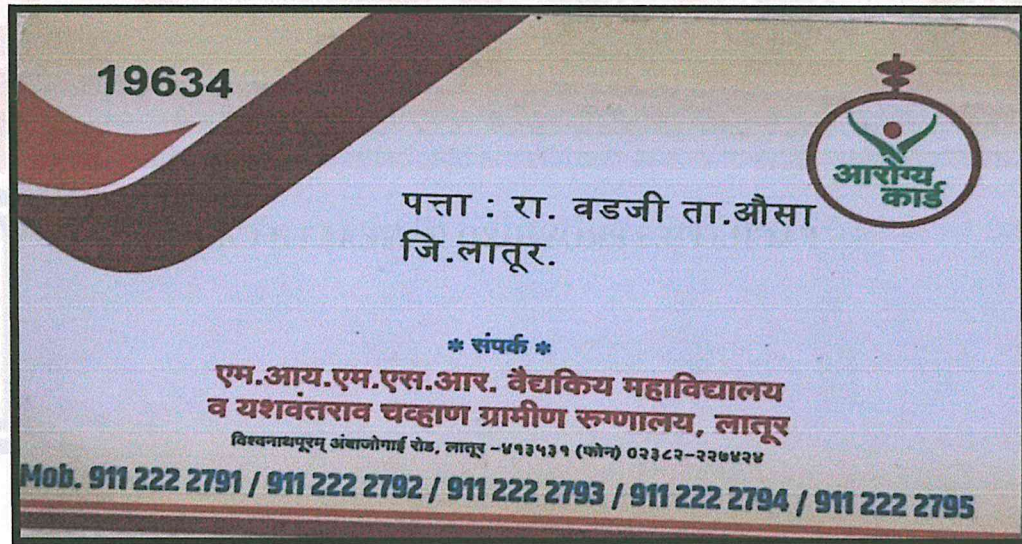 19634
आरोग्य
कार्ड
पत्ता : रा. वडजी ता.औसा
जि.लातूर.
* संपर्क *
एम.आय.एम.एस.आर. वैद्यकिय महाविद्यालय
व यशवंतराव चव्हाण ग्रामीण रुग्णालय, लातूर
विश्वनाथपूरम् अंबाजोगाई रोड, लातूर -४१३५३१ (फोन) ०२३८२-२२७४२४
Mob. 911 222 2791 / 911 222 2792 / 911 222 2793 / 911 222 2794 / 911 222 2795